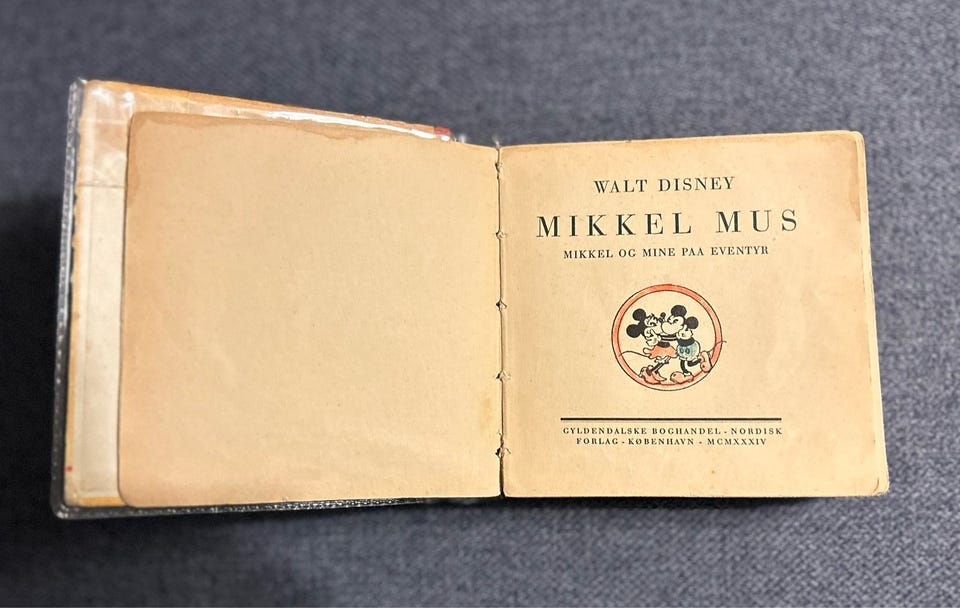 WALT DISNEY
MIKKEL MUS
MIKKEL OG MINE PAA EVENTYR
GYLDENDALSKE BOGHANDEL - NORDISK
FORLAG - KØBENHAVN - MCMXXXIV